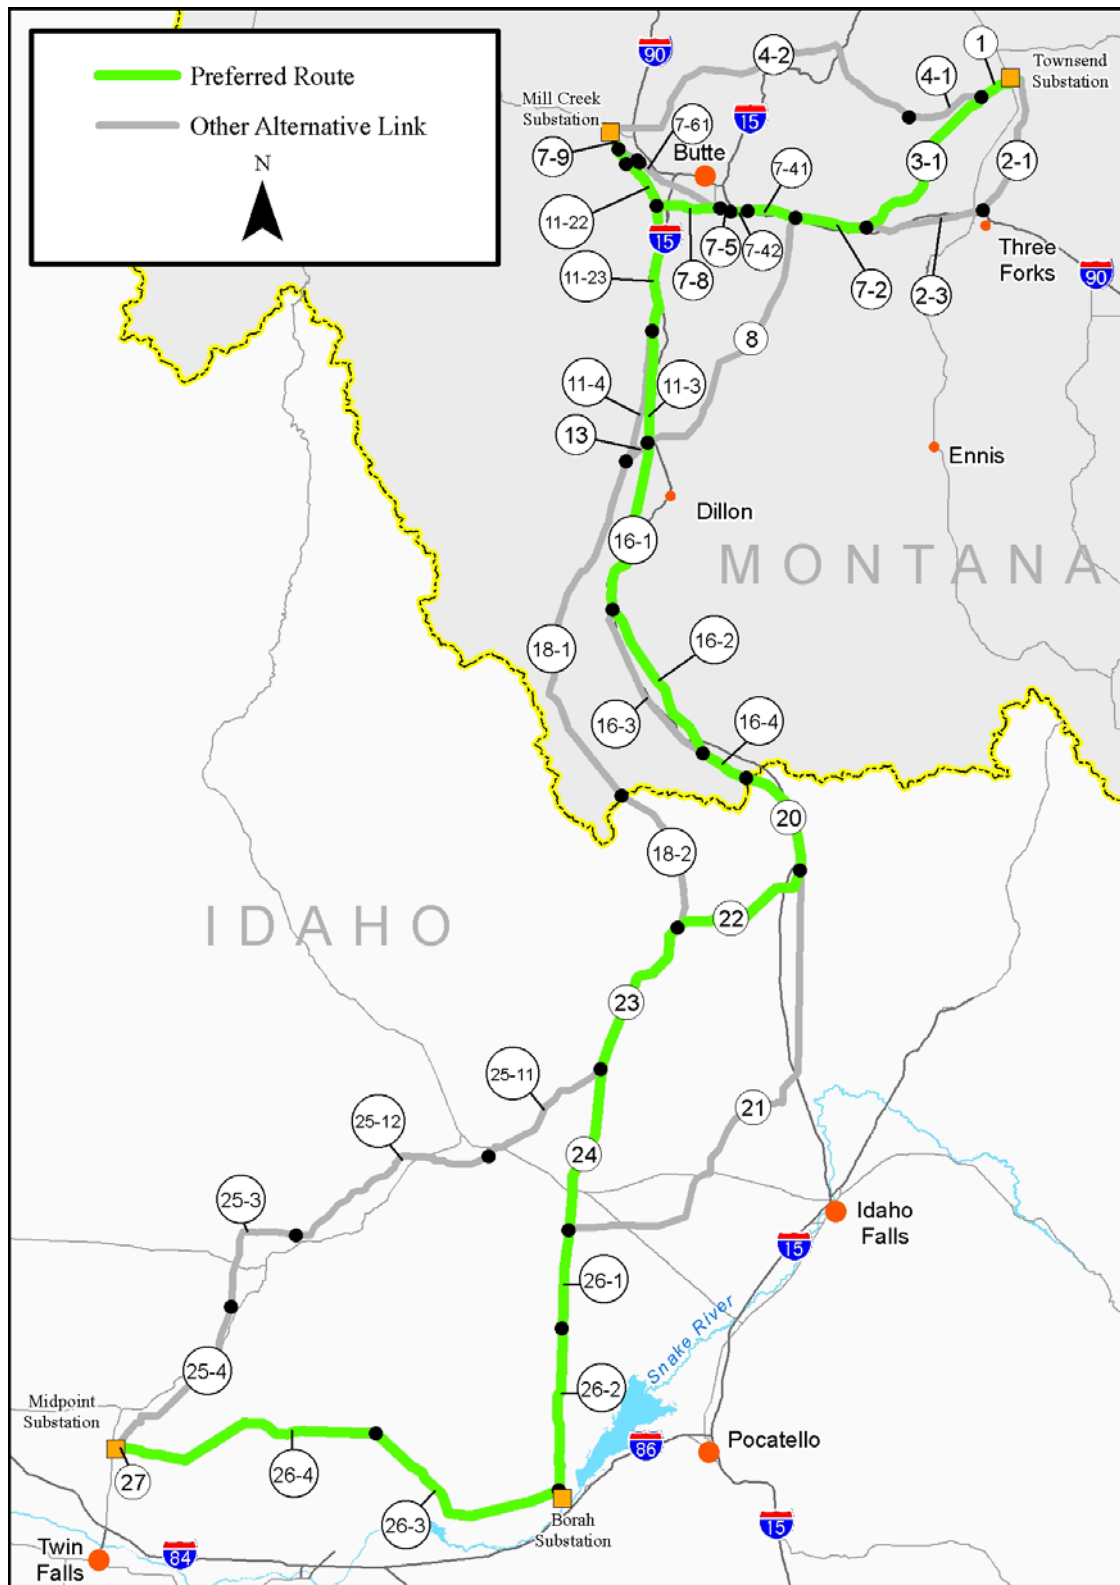 Preferred Route
Other Alternative Link
N
90
4-2
1
Townsend
Substation
4-1
Mill Creek
Substation
15
7-61
Butte
7-9
7-41
3-1
2-1
11-22
15
7-5
7-42
Three
Forks
7-8
11-23
7-2
2-3
90
8
11-4
11-3
13
Ennis
Dillon
16-1
MONTANA
18-1
16-2
16-3
16-4
20
18-2
22
IDAHO
23
25-11
21
25-12
24
25-3
Idaho
Falls
15
26-1
Snake River
25-4
26-2
Midpoint
Substation
86
Pocatello
27
26-4
26-3
Borah
Substation
15
Twin
Falls
84